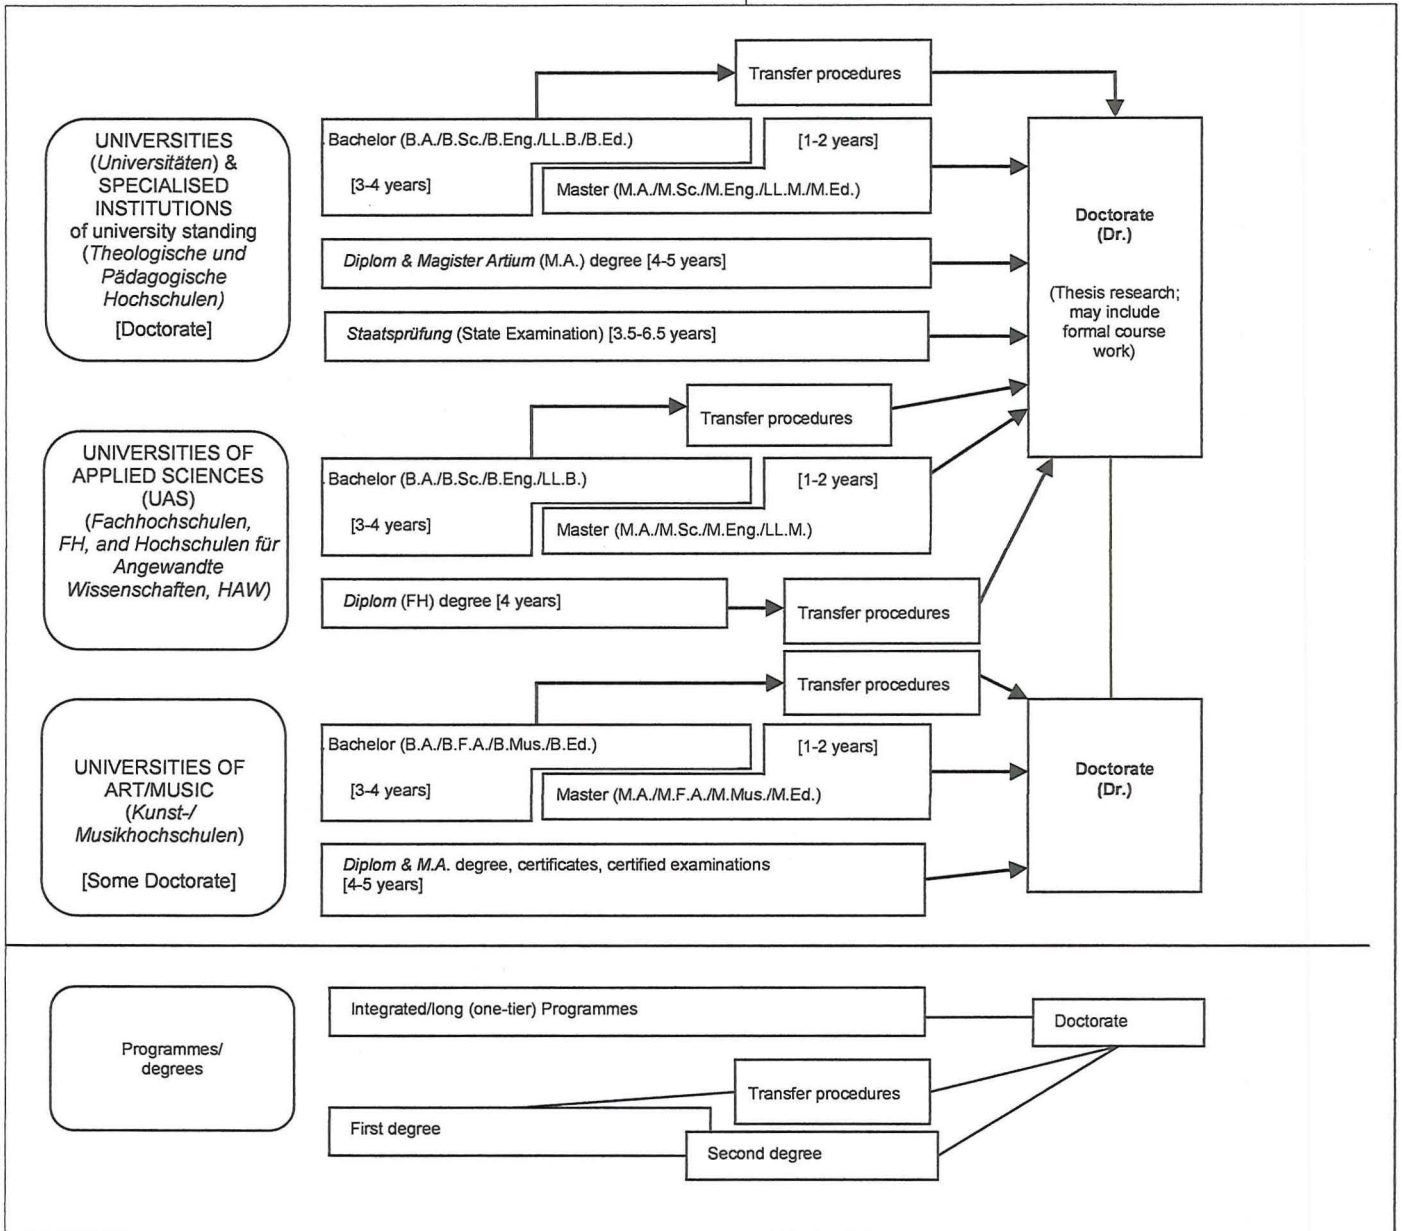 Transfer procedures
UNIVERSITIES
(Universitäten) &
SPECIALISED
INSTITUTIONS
of university standing
(Theologische und
Pädagogische
Hochschulen)
[Doctorate]
Bachelor (B.A./B.Sc./B.Eng./LL.B./B.Ed.)
[3-4 years]
[1-2 years]
Master (M.A./M.Sc./M.Eng./LL.M./M.Ed.)
Diplom & Magister Artium (M.A.) degree [4-5 years]
Staatsprüfung (State Examination) [3.5-6.5 years]
Doctorate
(Dr.)
(Thesis research;
may include
formal course
work)
UNIVERSITIES OF
APPLIED SCIENCES
(UAS)
(Fachhochschulen,
FH, and Hochschulen für
Angewandte
Wissenschaften, HAW)
Transfer procedures
Bachelor (B.A./B.Sc./B.Eng./LL.B.)
[3-4 years]
[1-2 years]
Master (M.A./M.Sc./M.Eng./LL.M.)
Diplom (FH) degree [4 years]
Transfer procedures
UNIVERSITIES OF
ART/MUSIC
(Kunst-/
Musikhochschulen)
[Some Doctorate]
Transfer procedures
Bachelor (B.A./B.F.A./B.Mus./B.Ed.)
[3-4 years]
[1-2 years]
Master (M.A./M.F.A./M.Mus./M.Ed.)
Diplom & M.A. degree, certificates, certified examinations
[4-5 years]
Doctorate
(Dr.)
Programmes/
degrees
Integrated/long (one-tier) Programmes
Doctorate
Transfer procedures
First degree
Second degree